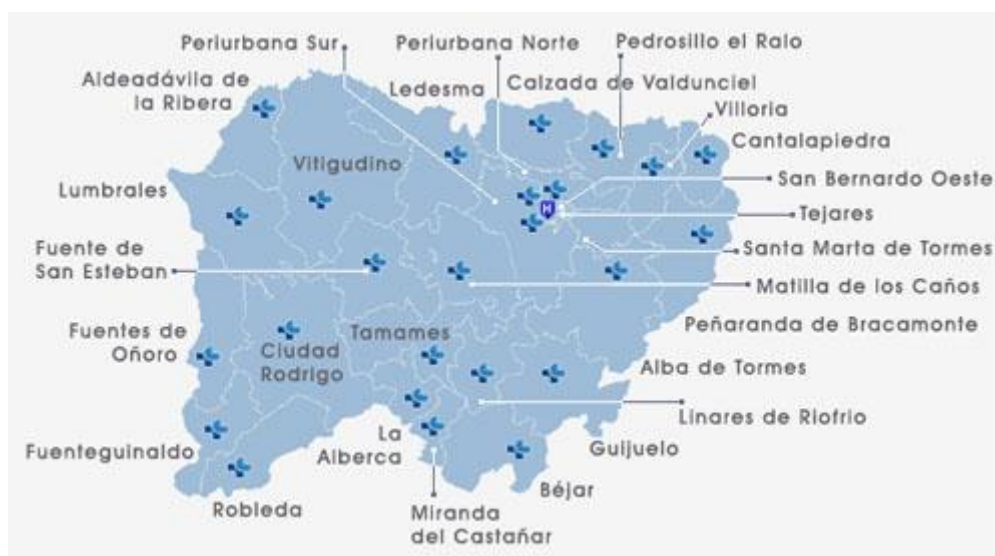 Periurbana Sur
Periurbana Norte
Pedrosillo el Ralo
Aldeadávila de
la Ribera
Ledesma
Calzada de Valdunciel
Villoria
Cantalapiedra
Vitigudino
Lumbrales
San Bernardo Oeste
Tejares
Fuente de
San Esteban
Santa Marta de Tormes
Matilla de los Caños
Peñaranda de Bracamonte
Fuentes de
Oñoro
Ciudad
Rodrigo
Tamames
Alba de Tormes
Linares de Riofrio
Fuenteguinaldo
La
Alberca
Guijuelo
Robleda
Miranda
del Castañar
Béjar
H